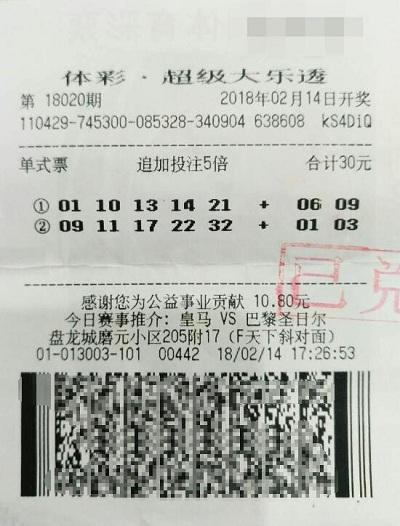 体彩·超级大乐透
第 18020期 2018年02月14日开奖
110429-745300-085328-340904 638608 kS4DiQ
单式票 追加投注5倍 合计30元
① 01 10 13 14 21 + 06 09
② 09 11 17 22 32 + 01 03
已兑
感谢您为公益事业贡献 10.80元
今日赛事推介: 皇马 VS 巴黎圣日尔
盘龙城磨元小区205附17 (F天下斜对面)
01-013003-101 00442 18/02/14 17:26:53